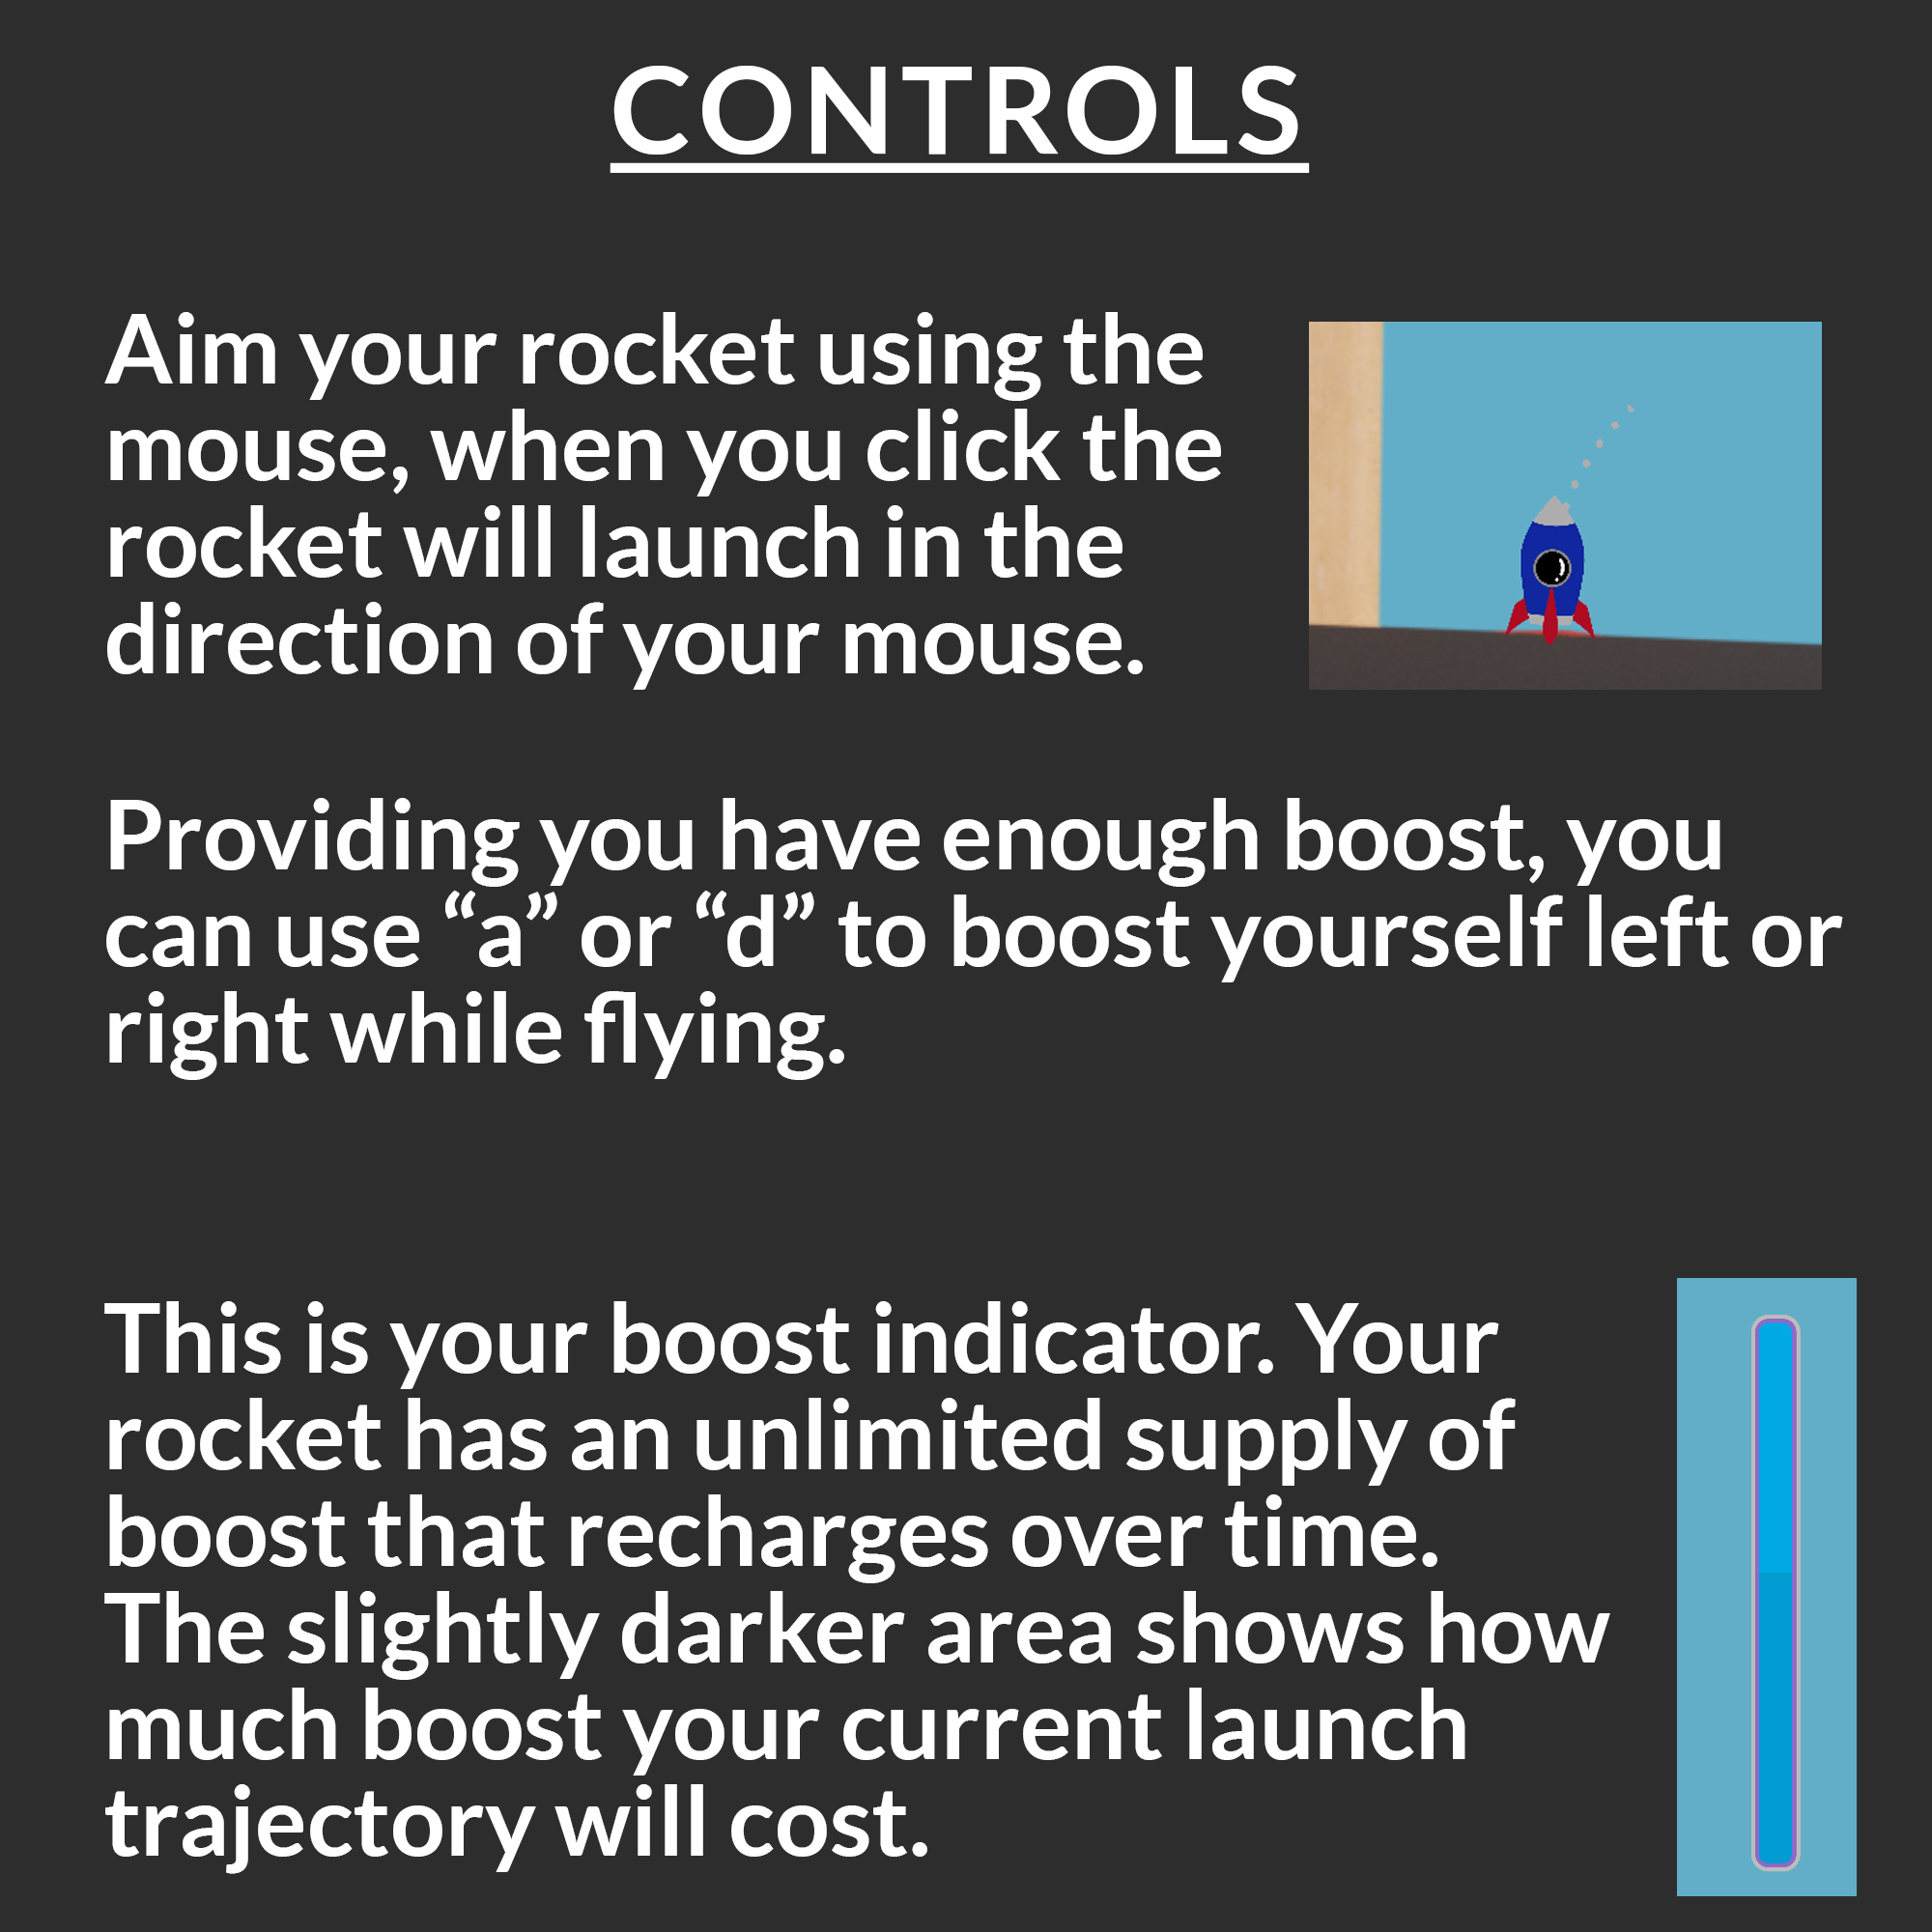 CONTROLS
Aim your rocket using the
mouse, when you click the
rocket will launch in the
direction of your mouse.
Providing you have enough boost, you
can use “a” or “d” to boost yourself left or
right while flying.
This is your boost indicator. Your
rocket has an unlimited supply of
boost that recharges over time.
The slightly darker area shows how
much boost your current launch
trajectory will cost.